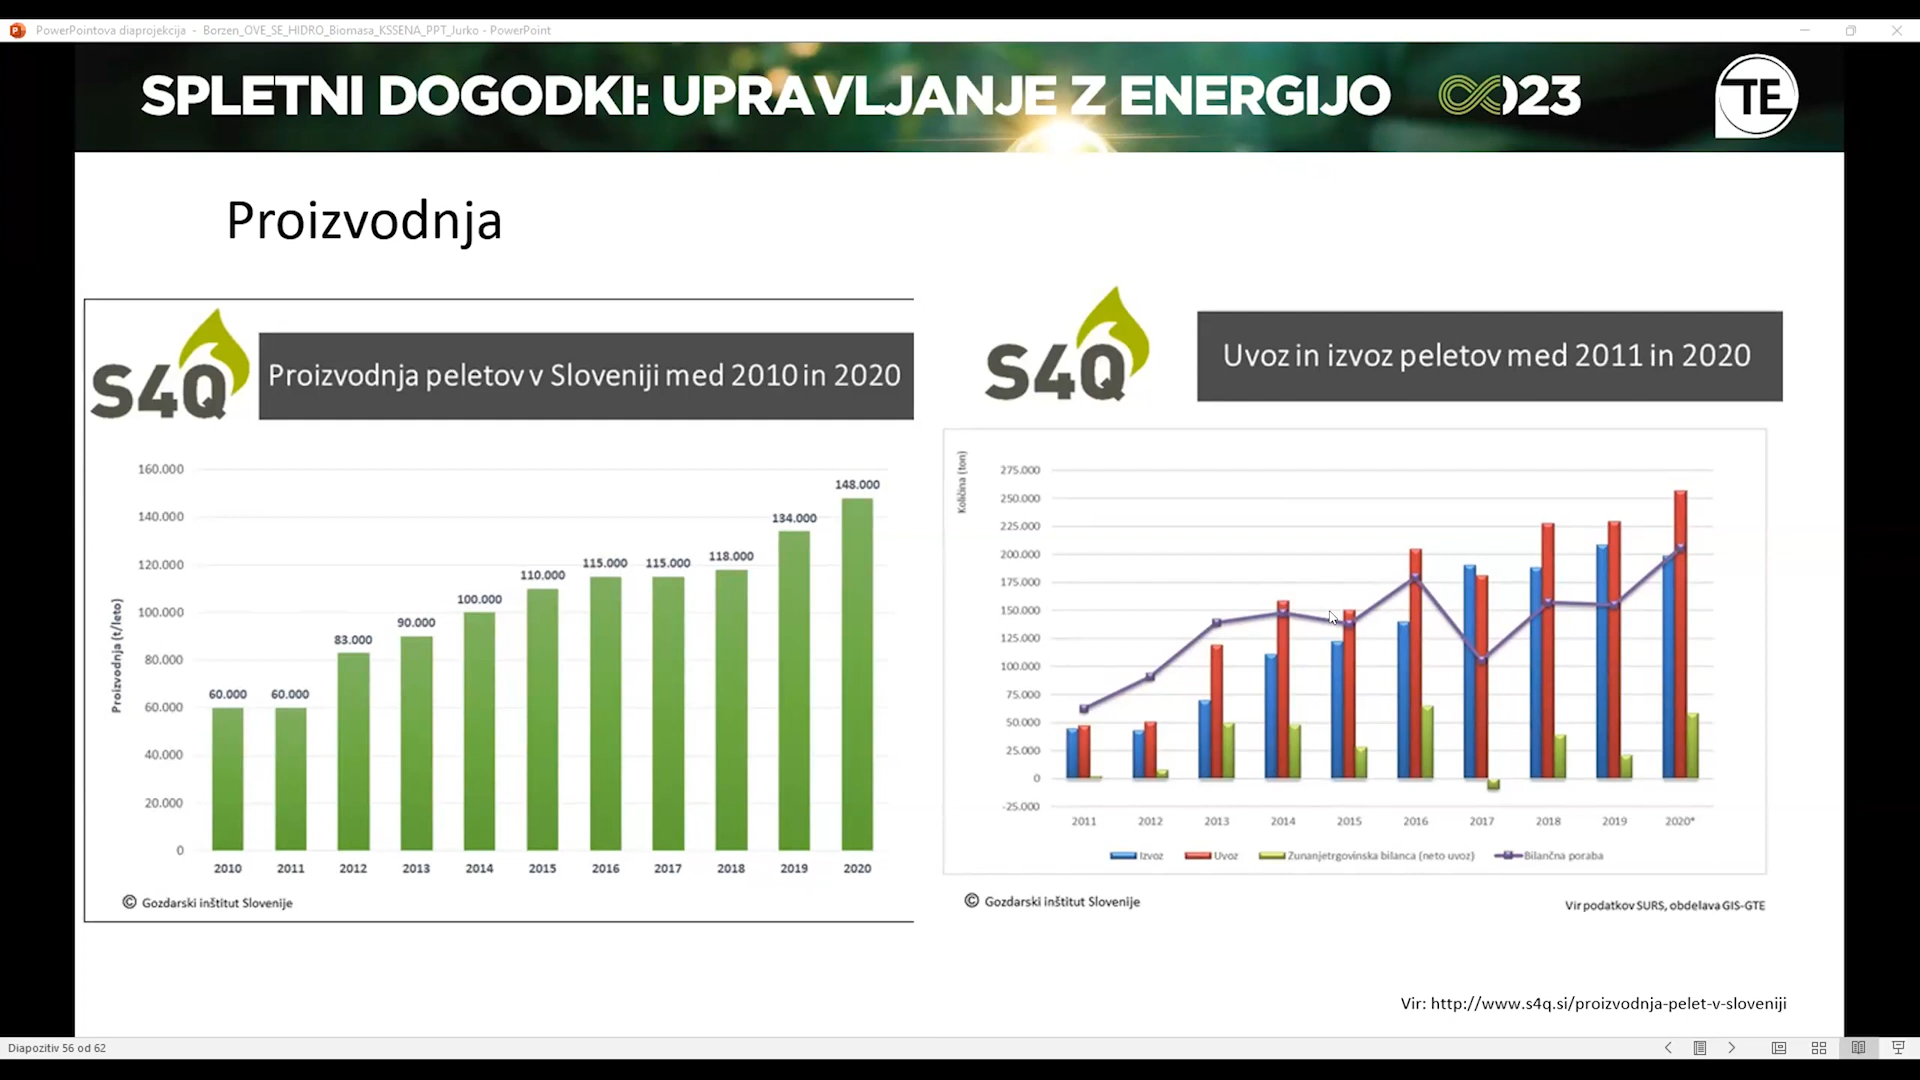 PowerPointova diaprojekcija - Borzen_OVE_SE_HIDRO_Biomasa_KSSENA_PPT_Jurko - PowerPoint
SPLETNI DOGODKI: UPRAVLJANJE Z ENERGIJO
23
TE
Proizvodnja
S4Q
Proizvodnja peletov v Sloveniji med 2010 in 2020
Proizvodnja (t/leto)
160.000
140.000
120.000
100.000
80.000
60.000
40.000
20.000
0
60.000
60.000
83.000
90.000
100.000
110.000
115.000
115.000
118.000
134.000
148.000
2010 2011 2012 2013 2014 2015 2016 2017 2018 2019 2020
© Gozdarski inštitut Slovenije
S4Q
Uvoz in izvoz peletov med 2011 in 2020
Količina (ton)
275.000
250.000
225.000
200.000
175.000
150.000
125.000
100.000
75.000
50.000
25.000
0
-25.000
2011 2012 2013 2014 2015 2016 2017 2018 2019 2020*
Izvoz Uvoz Zunanjetrgovinska bilanca (neto uvoz) Bilančna poraba
© Gozdarski inštitut Slovenije
Vir podatkov SURS, obdelava GIS-GTE
Vir: http://www.s4q.si/proizvodnja-pelet-v-sloveniji
Diapozitiv 56 od 62